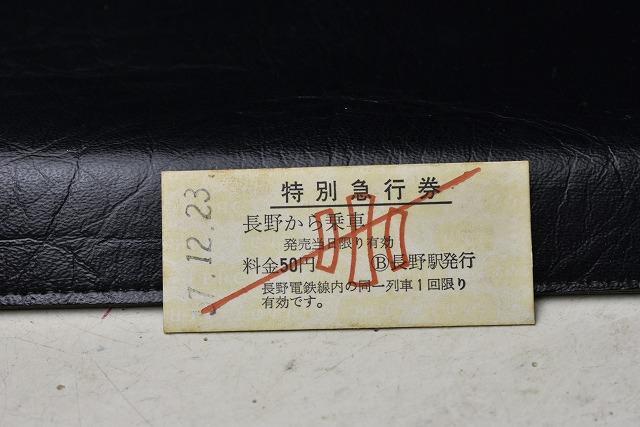 特別急行券
長野から乗車
発売当日限り有効
料金50円 Ⓑ長野駅発行
長野電鉄線内の同一列車1回限り
有効です。
小
7.12.23